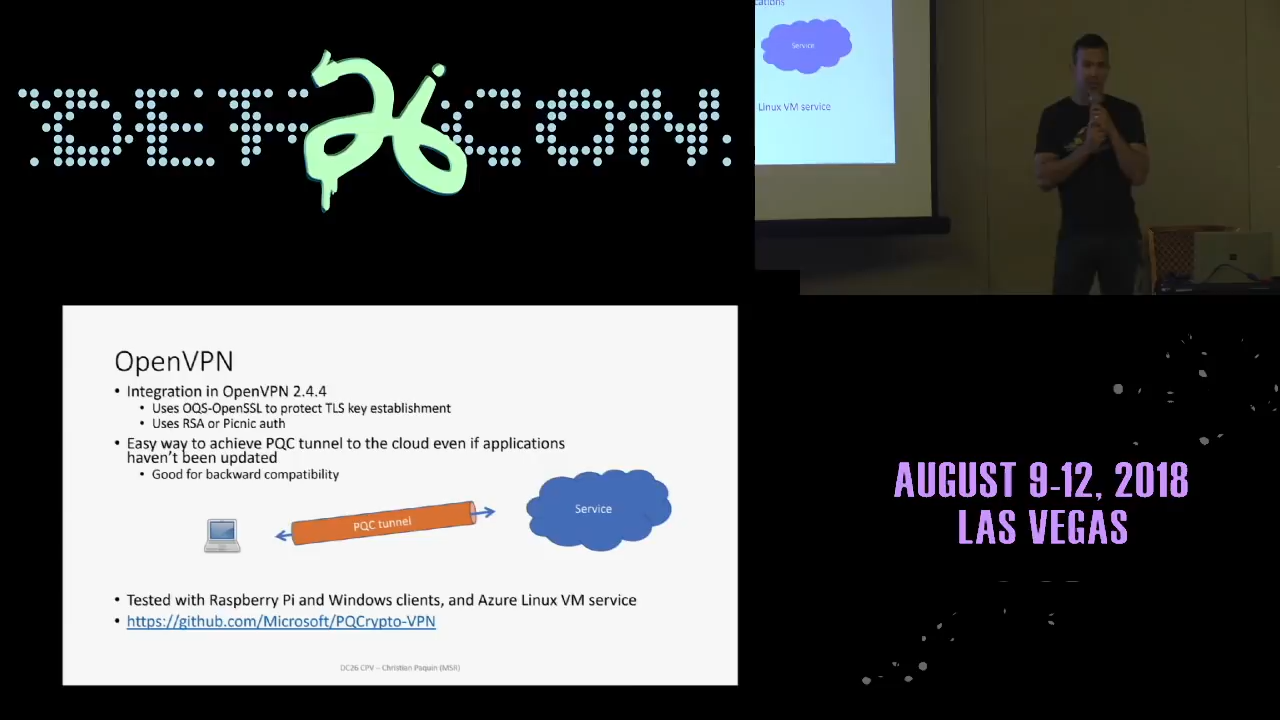 DEF 26 CON
cations
Service
Linux VM service
OpenVPN
• Integration in OpenVPN 2.4.4
• Uses OQS-OpenSSL to protect TLS key establishment
• Uses RSA or Picnic auth
• Easy way to achieve PQC tunnel to the cloud even if applications
haven't been updated
• Good for backward compatibility
PQC tunnel
Service
• Tested with Raspberry Pi and Windows clients, and Azure Linux VM service
• https://github.com/Microsoft/PQCrypto-VPN
DC26 CPV – Christian Paquin (MSR)
AUGUST 9-12, 2018
LAS VEGAS